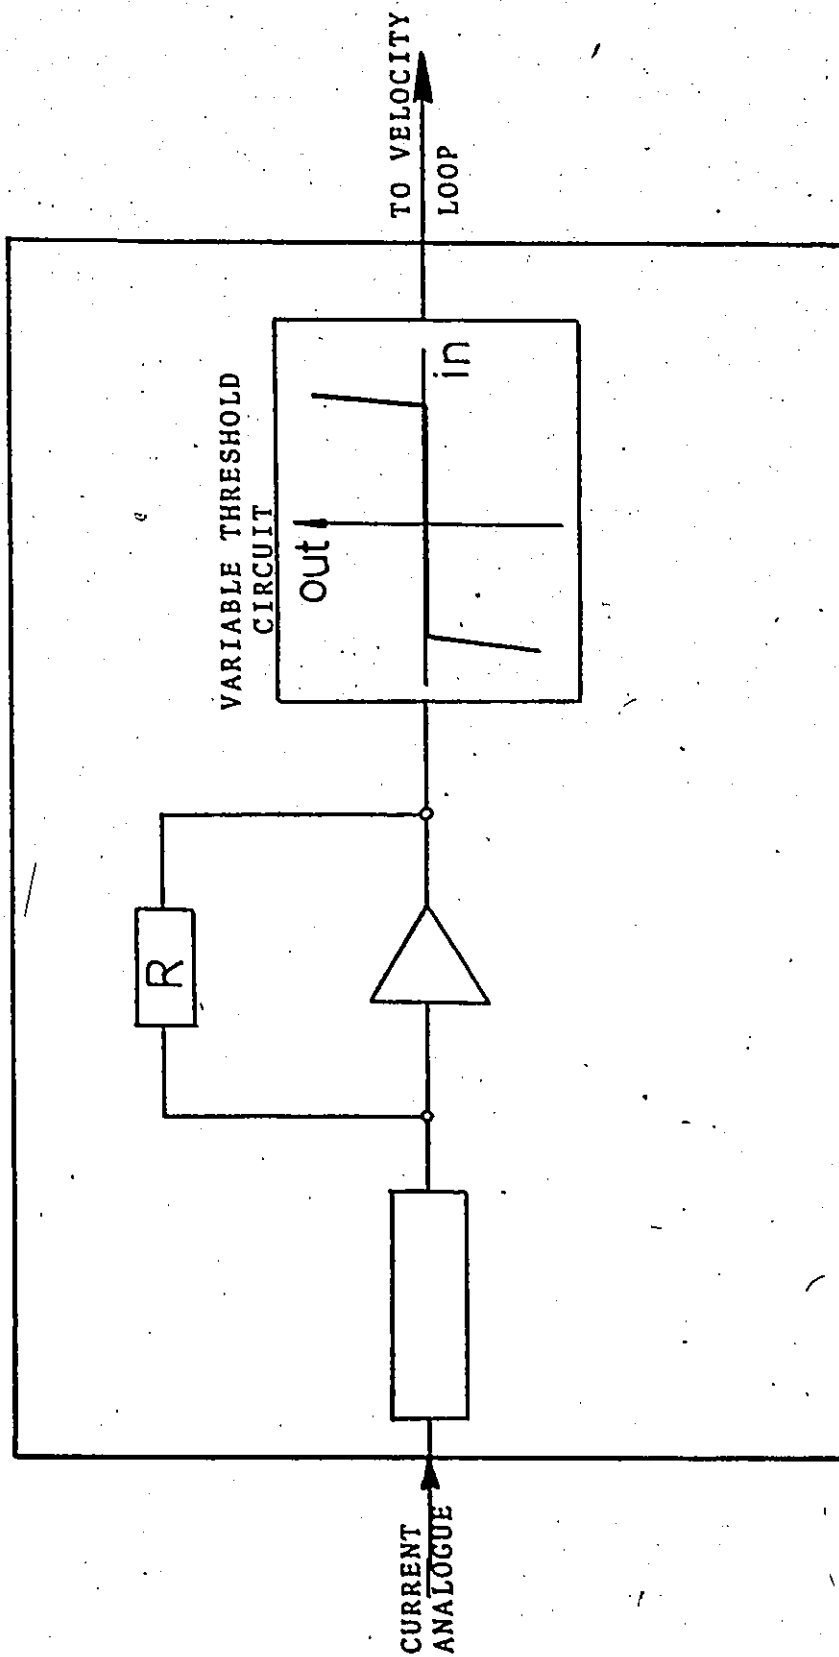 CURRENT
ANALOGUE
R
VARIABLE THRESHOLD
CIRCUIT
out
in
TO VELOCITY
LOOP